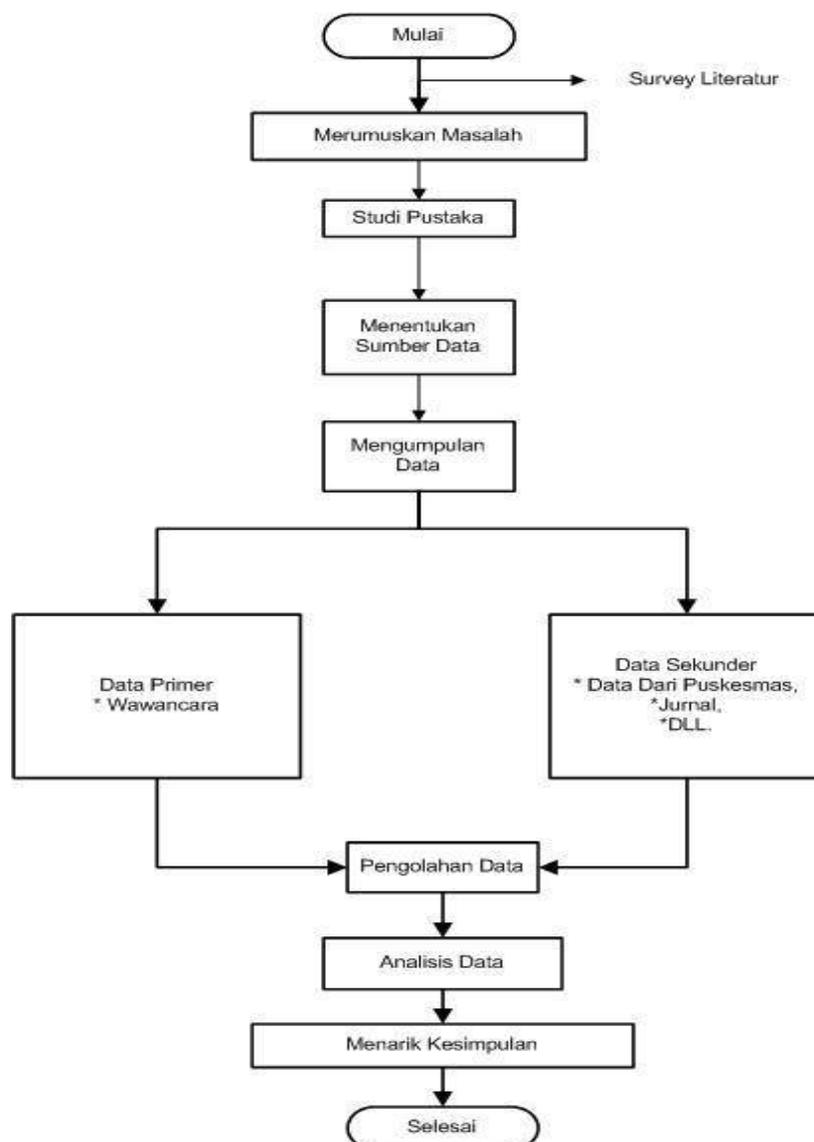 Mulai
Survey Literatur
Merumuskan Masalah
Studi Pustaka
Menentukan
Sumber Data
Mengumpulan
Data
Data Primer
* Wawancara
Data Sekunder
* Data Dari Puskesmas,
*Jurnal,
*DLL.
Pengolahan Data
Analisis Data
Menarik Kesimpulan
Selesai